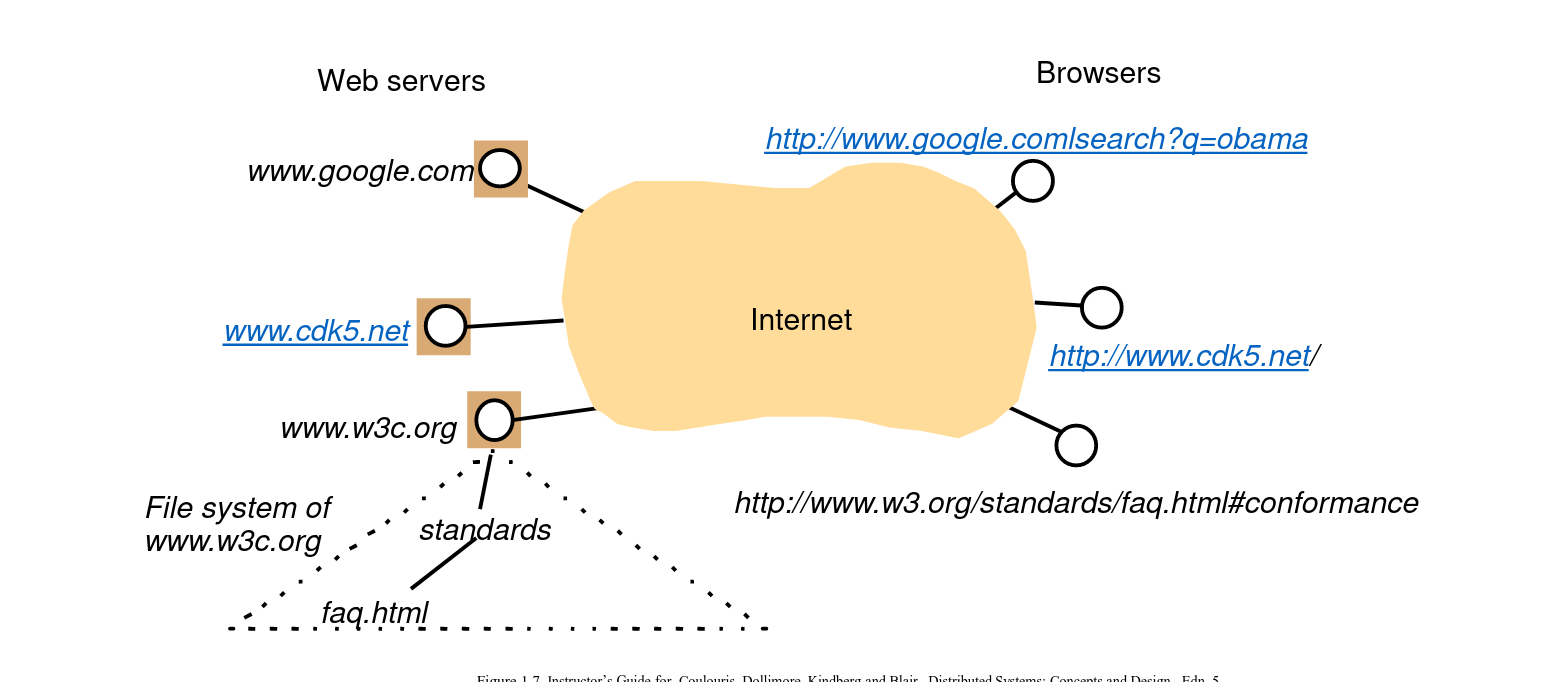 Web servers
Browsers
http://www.google.comlsearch?q=obama
www.google.com
Internet
www.cdk5.net
http://www.cdk5.net/
www.w3c.org
File system of
www.w3c.org
standards
http://www.w3.org/standards/faq.html#conformance
faq.html
Figure 1.7 Instructor's Guide for Coulouris, Dollimore, Kindberg and Blair, Distributed Systems: Concepts and Design Edn. 5